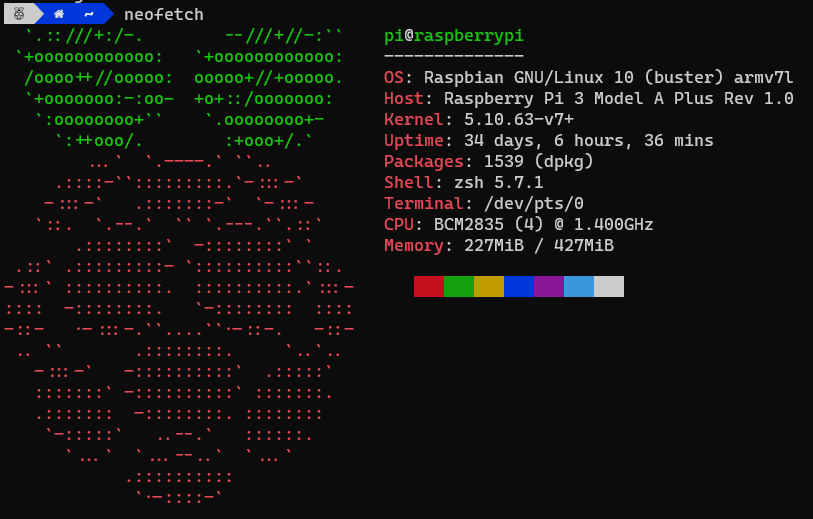 neofetch
pi@raspberrypi
--------------
OS: Raspbian GNU/Linux 10 (buster) armv7l
Host: Raspberry Pi 3 Model A Plus Rev 1.0
Kernel: 5.10.63-v7+
Uptime: 34 days, 6 hours, 36 mins
Packages: 1539 (dpkg)
Shell: zsh 5.7.1
Terminal: /dev/pts/0
CPU: BCM2835 (4) @ 1.400GHz
Memory: 227MiB / 427MiB